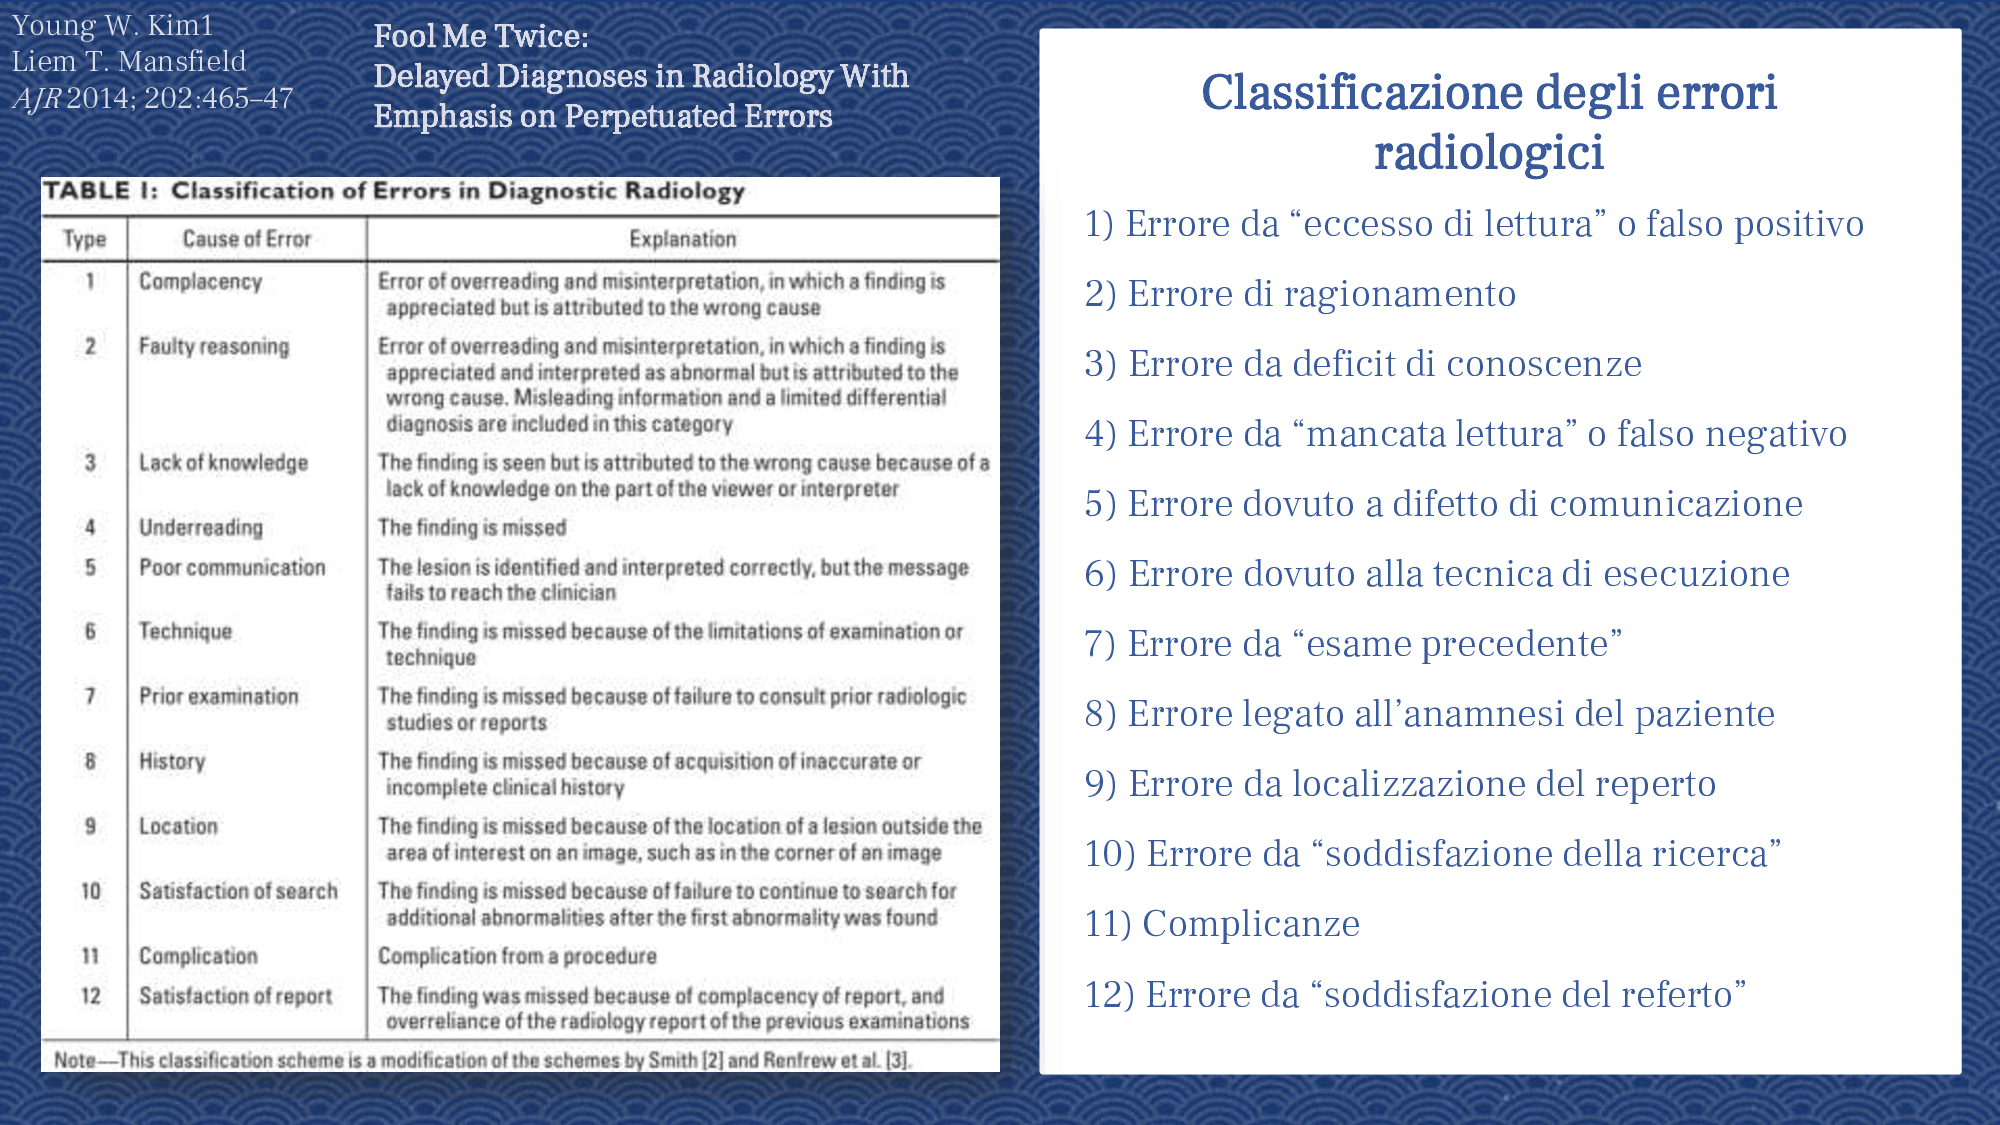 Young W. Kim1
Liem T. Mansfield
AJR 2014; 202:465–47
Fool Me Twice:
Delayed Diagnoses in Radiology With
Emphasis on Perpetuated Errors
TABLE 1: Classification of Errors in Diagnostic Radiology
Type Cause of Error Explanation
1 Complacency Error of overreading and misinterpretation, in which a finding is
appreciated but is attributed to the wrong cause
2 Faulty reasoning Error of overreading and misinterpretation, in which a finding is
appreciated and interpreted as abnormal but is attributed to the
wrong cause. Misleading information and a limited differential
diagnosis are included in this category
3 Lack of knowledge The finding is seen but is attributed to the wrong cause because of a
lack of knowledge on the part of the viewer or interpreter
4 Underreading The finding is missed
5 Poor communication The lesion is identified and interpreted correctly, but the message
fails to reach the clinician
6 Technique The finding is missed because of the limitations of examination or
technique
7 Prior examination The finding is missed because of failure to consult prior radiologic
studies or reports
8 History The finding is missed because of acquisition of inaccurate or
incomplete clinical history
9 Location The finding is missed because of the location of a lesion outside the
area of interest on an image, such as in the corner of an image
10 Satisfaction of search The finding is missed because of failure to continue to search for
additional abnormalities after the first abnormality was found
11 Complication Complication from a procedure
12 Satisfaction of report The finding was missed because of complacency of report, and
overreliance of the radiology report of the previous examinations
Note—This classification scheme is a modification of the schemes by Smith [2] and Renfrew et al. [3].
Classificazione degli errori
radiologici
1) Errore da “eccesso di lettura” o falso positivo
2) Errore di ragionamento
3) Errore da deficit di conoscenze
4) Errore da “mancata lettura” o falso negativo
5) Errore dovuto a difetto di comunicazione
6) Errore dovuto alla tecnica di esecuzione
7) Errore da “esame precedente”
8) Errore legato all’anamnesi del paziente
9) Errore da localizzazione del reperto
10) Errore da “soddisfazione della ricerca”
11) Complicanze
12) Errore da “soddisfazione del referto”